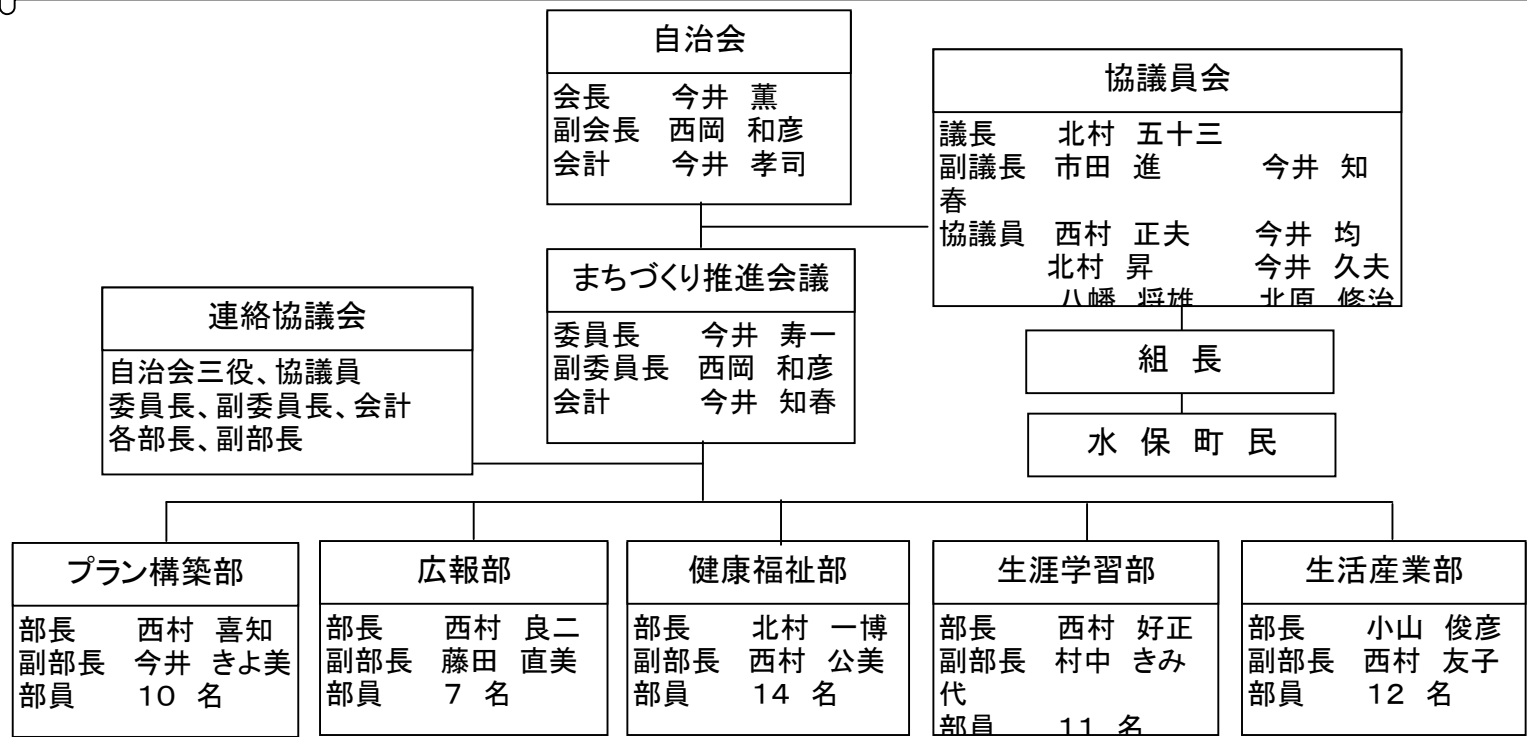 自治会
会長 今井 薫
副会長 西岡 和彦
会計 今井 孝司
協議員会
議長 北村 五十三
副議長 市田 進 今井 知
春
協議員 西村 正夫 今井 均
北村 昇 今井 久夫
八幡 将雄 北原 修治
まちづくり推進会議
委員長 今井 寿一
副委員長 西岡 和彦
会計 今井 知春
連絡協議会
自治会三役、協議員
委員長、副委員長、会計
各部長、副部長
組 長
水 保 町 民
プラン構築部
部長 西村 喜知
副部長 今井 きよ美
部員 10 名
広報部
部長 西村 良二
副部長 藤田 直美
部員 7 名
健康福祉部
部長 北村 一博
副部長 西村 公美
部員 14 名
生涯学習部
部長 西村 好正
副部長 村中 きみ
代
部員 11 名
生活産業部
部長 小山 俊彦
副部長 西村 友子
部員 12 名